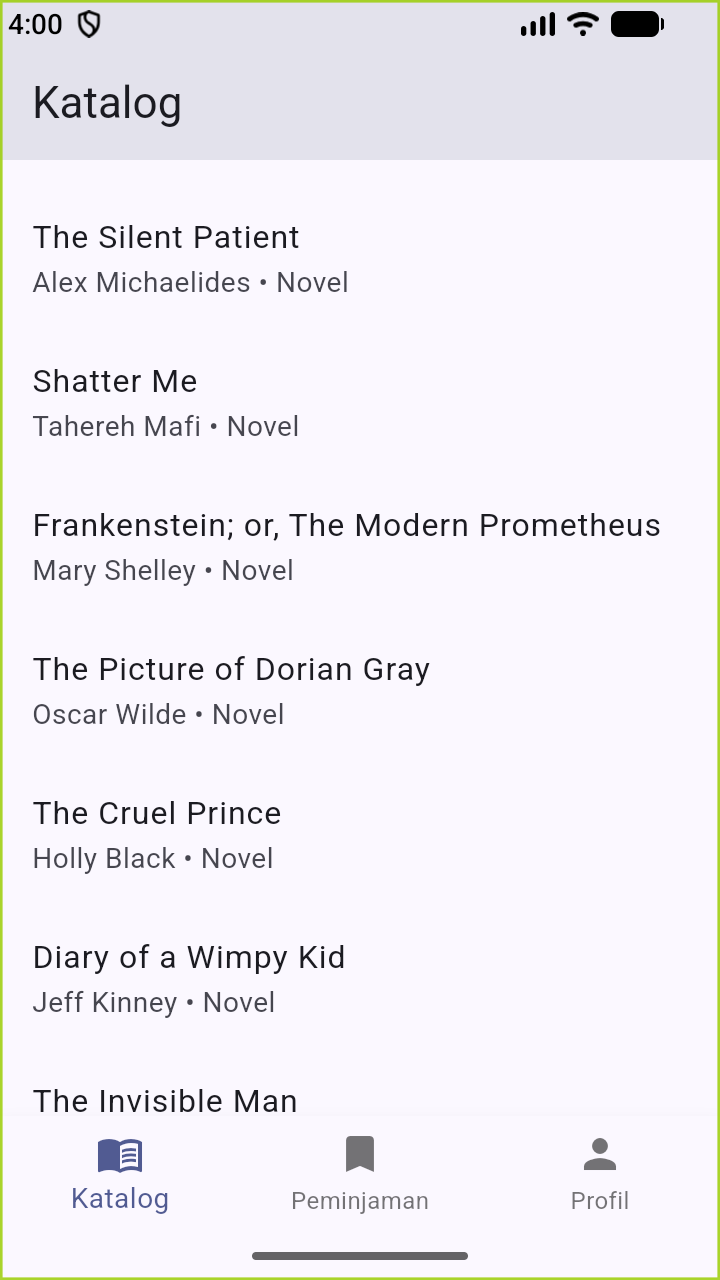 4:00
Katalog
The Silent Patient
Alex Michaelides • Novel
Shatter Me
Tahereh Mafi • Novel
Frankenstein; or, The Modern Prometheus
Mary Shelley • Novel
The Picture of Dorian Gray
Oscar Wilde • Novel
The Cruel Prince
Holly Black • Novel
Diary of a Wimpy Kid
Jeff Kinney • Novel
The Invisible Man
Katalog
Peminjaman
Profil